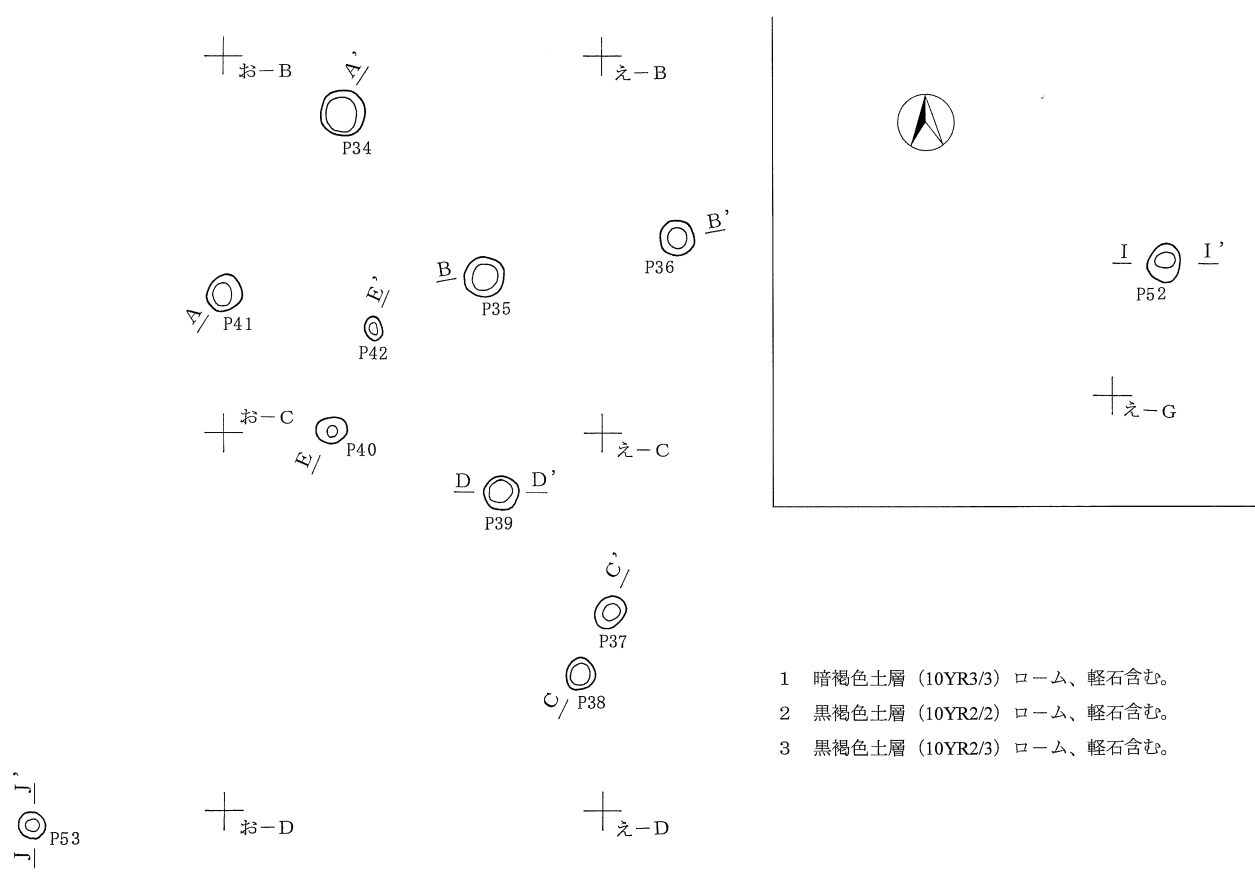 おーB
A'
えーB
P34
B'
P36
I
I'
P52
B
P35
E'
P42
A
P41
おーC
えーG
P40
E
えーC
D
D'
P39
C'
P37
C
P38
1 暗褐色土層（10YR3/3）ローム、軽石含む。
2 黒褐色土層（10YR2/2）ローム、軽石含む。
3 黒褐色土層（10YR2/3）ローム、軽石含む。
J'
P53
J
おーD
えーD